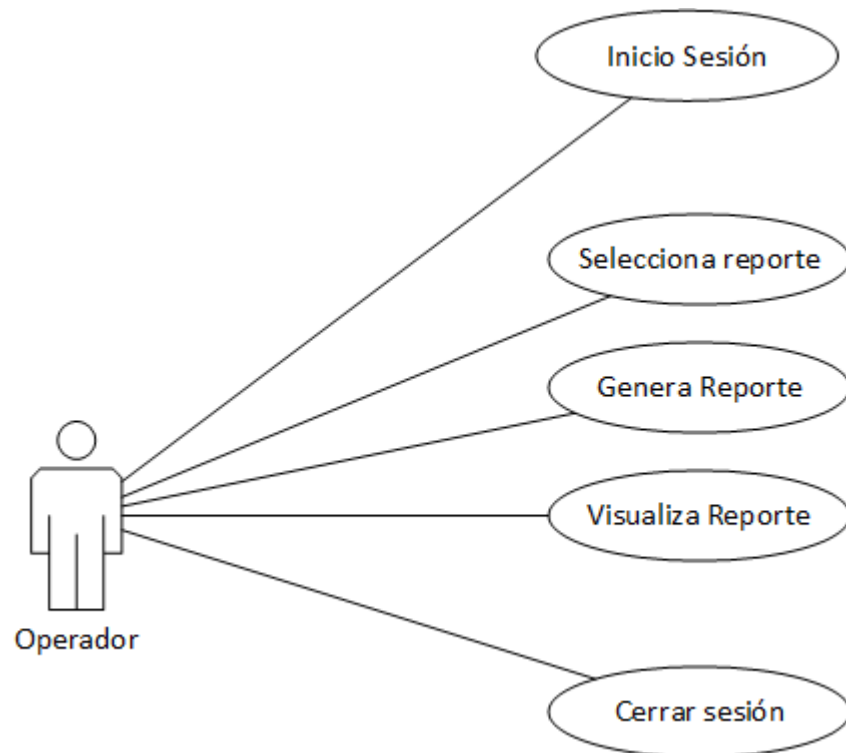 Inicio Sesión
Selecciona reporte
Genera Reporte
Visualiza Reporte
Operador
Cerrar sesión